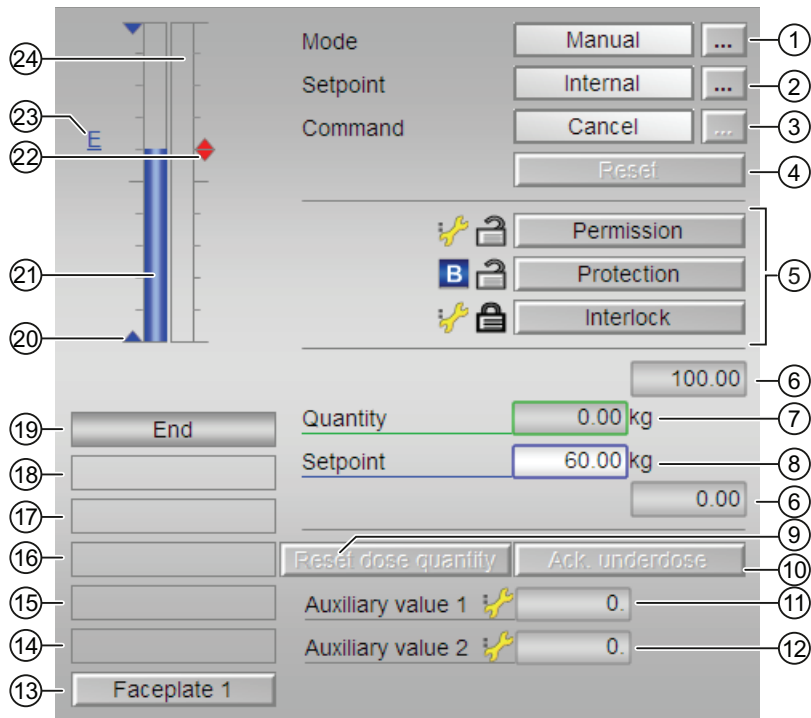 24 Mode Manual ... 1
Setpoint Internal ... 2
23 E Command Cancel ... 3
22
Reset 4
Permission
21 B Protection 5
20 Interlock
100.00 6
19 End Quantity 0.00 kg 7
18 Setpoint 60.00 kg 8
17 0.00 6
9
16 Reset dose quantity Ack. underdose 10
15 Auxiliary value 1 0. 11
14 Auxiliary value 2 0. 12
13 Faceplate 1